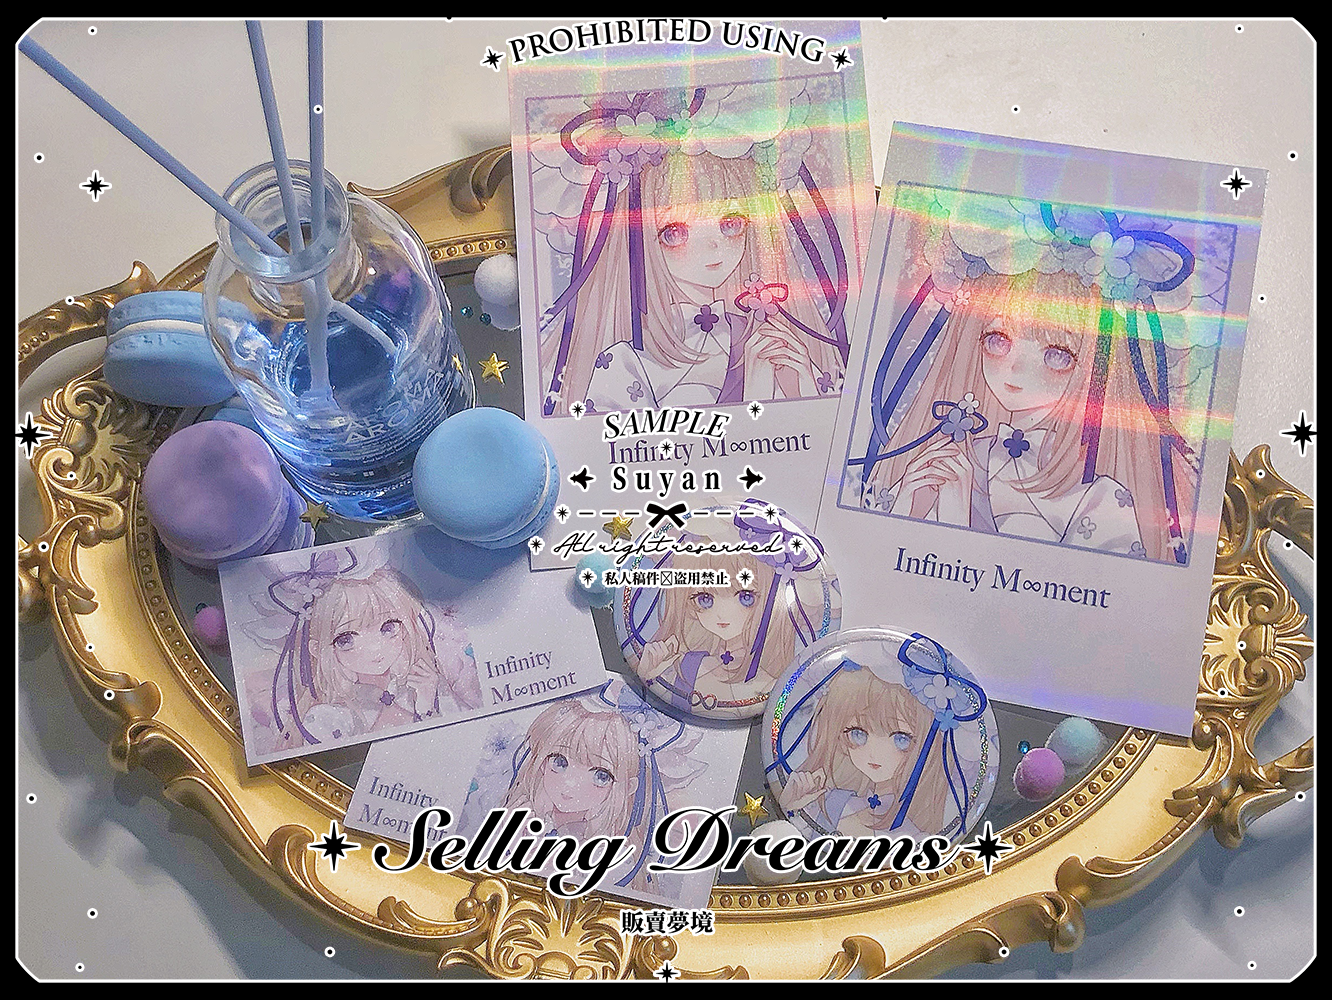 PROHIBITED USING
SAMPLE
Infinity M∞ment
Suyan
All right reserved
私人稿件☒盜用禁止
Infinity M∞ment
Infinity
M∞ment
Infinity
M∞ment
Selling Dreams
販賣夢境